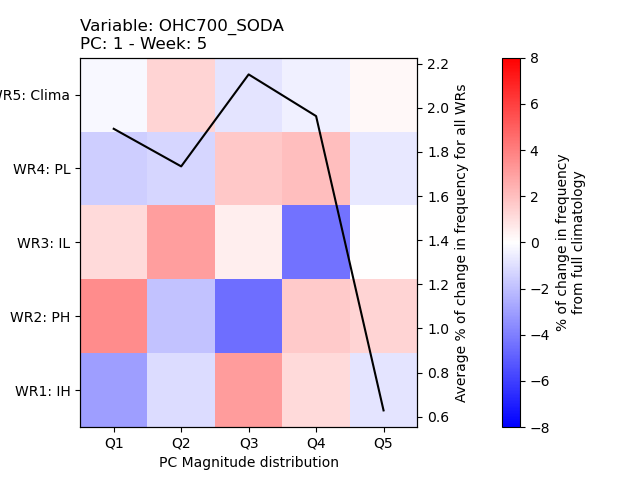 Variable: OHC700_SODA
PC: 1 - Week: 5
R5: Clima
WR4: PL
WR3: IL
WR2: PH
WR1: IH
Q1 Q2 Q3 Q4 Q5
PC Magnitude distribution
2.2
2.0
1.8
1.6
1.4
1.2
1.0
0.8
0.6
Average % of change in frequency for all WRs
8
6
4
2
0
−2
−4
−6
−8
% of change in frequency
from full climatology